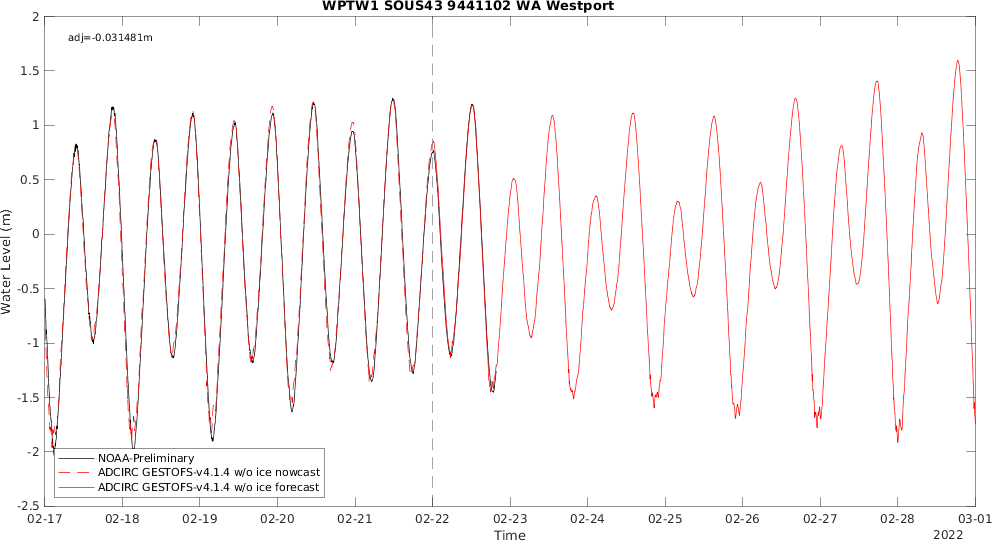 WPTW1 SOUS43 9441102 WA Westport
adj=-0.031481m
2
1.5
1
0.5
0
-0.5
-1
-1.5
-2
-2.5
Water Level (m)
NOAA-Preliminary
ADCIRC GESTOFS-v4.1.4 w/o ice nowcast
ADCIRC GESTOFS-v4.1.4 w/o ice forecast
02-17 02-18 02-19 02-20 02-21 02-22 02-23 02-24 02-25 02-26 02-27 02-28 03-01
Time
2022